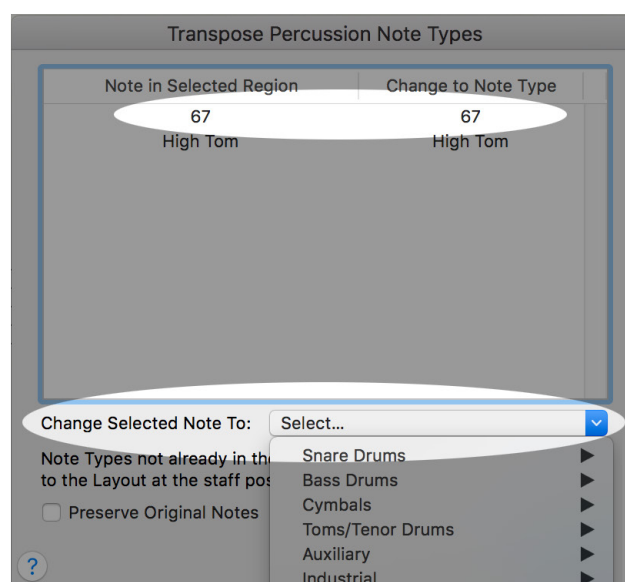 Transpose Percussion Note Types
Note in Selected Region Change to Note Type
67 67
High Tom High Tom
Change Selected Note To: Select...
Note Types not already in the
to the Layout at the staff pos
Snare Drums
Bass Drums
Cymbals
Toms/Tenor Drums
Auxiliary
Industrial
Preserve Original Notes
?